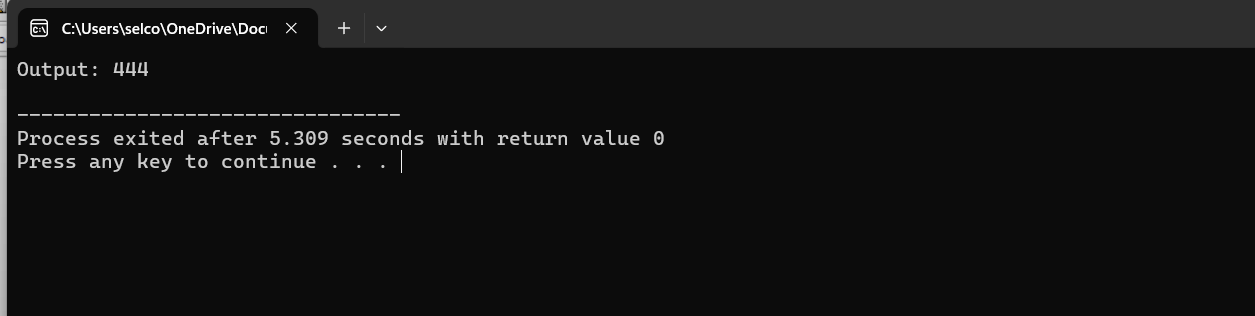 C:\Users\selco\OneDrive\Doc
Output: 444
--------------------------------
Process exited after 5.309 seconds with return value 0
Press any key to continue . . .